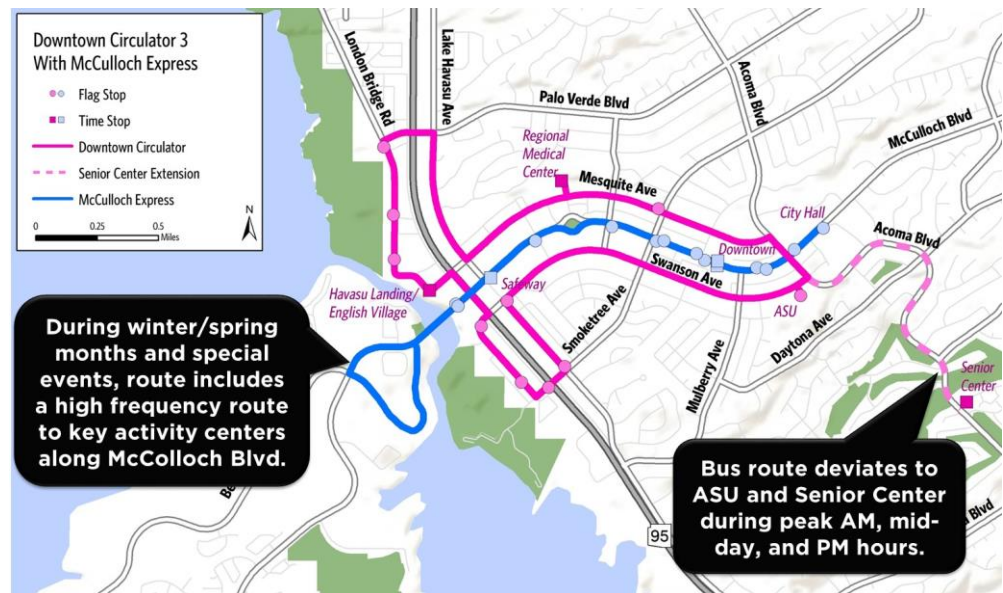 Downtown Circulator 3
With McCulloch Express
Flag Stop
Time Stop
Downtown Circulator
Senior Center Extension
McCulloch Express
0 0.25 0.5
Miles
N
London Bridge Rd
Lake Havasu Ave
Palo Verde Blvd
Acoma Blvd
McCulloch Blvd
Regional
Medical
Center
Mesquite Ave
City Hall
Acoma Blvd
Downtown
Swanson Ave
Safeway
Havasu Landing/
English Village
ASU
Smoketree Ave
Daytona Ave
Mulberry Ave
Senior
Center
During winter/spring
months and special
events, route includes
a high frequency route
to key activity centers
along McColloch Blvd.
Bus route deviates to
ASU and Senior Center
during peak AM, mid-
day, and PM hours.
Be
95
Blvd